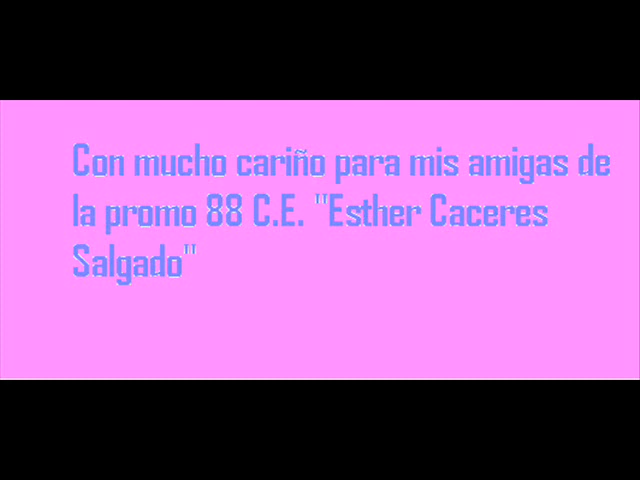 Con mucho cariño para mis amigas de
la promo 88 C.E. "Esther Caceres
Salgado"